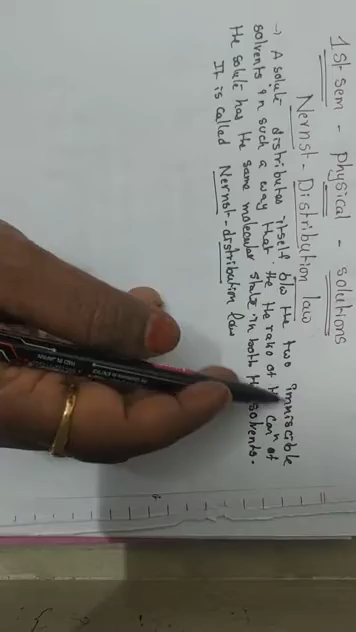 1st sem - physical - solutions
Nernst - Distribution law
→ A solute distributes itself b/w the two immiscible
solvents in such a way that the the ratio of con of
the solute has the same molecular state in both solvents.
It is called Nernst - distribution law